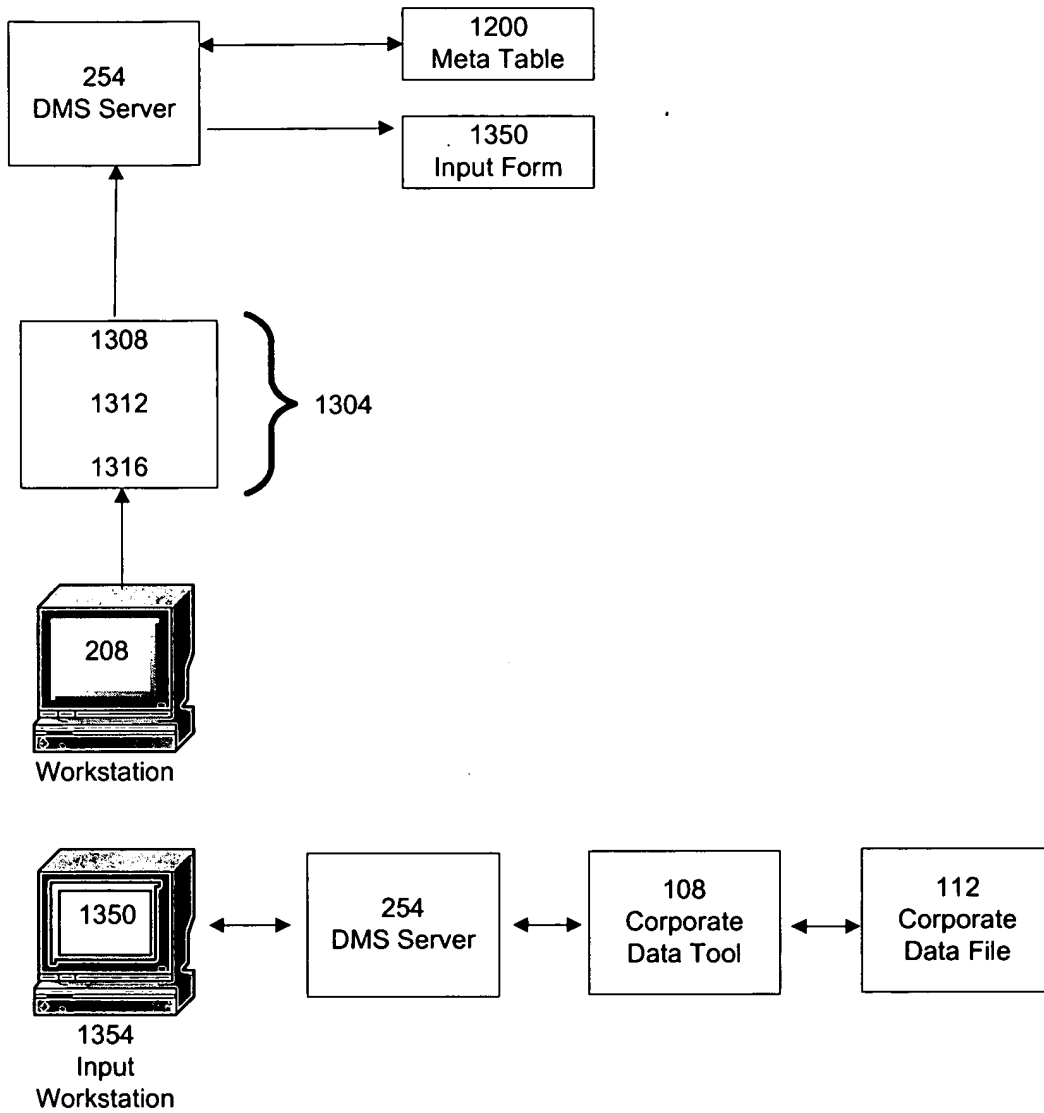 254
DMS Server
1200
Meta Table
1350
Input Form
1308
1312
1316
1304
208
Workstation
1350
1354
Input
Workstation
254
DMS Server
108
Corporate
Data Tool
112
Corporate
Data File